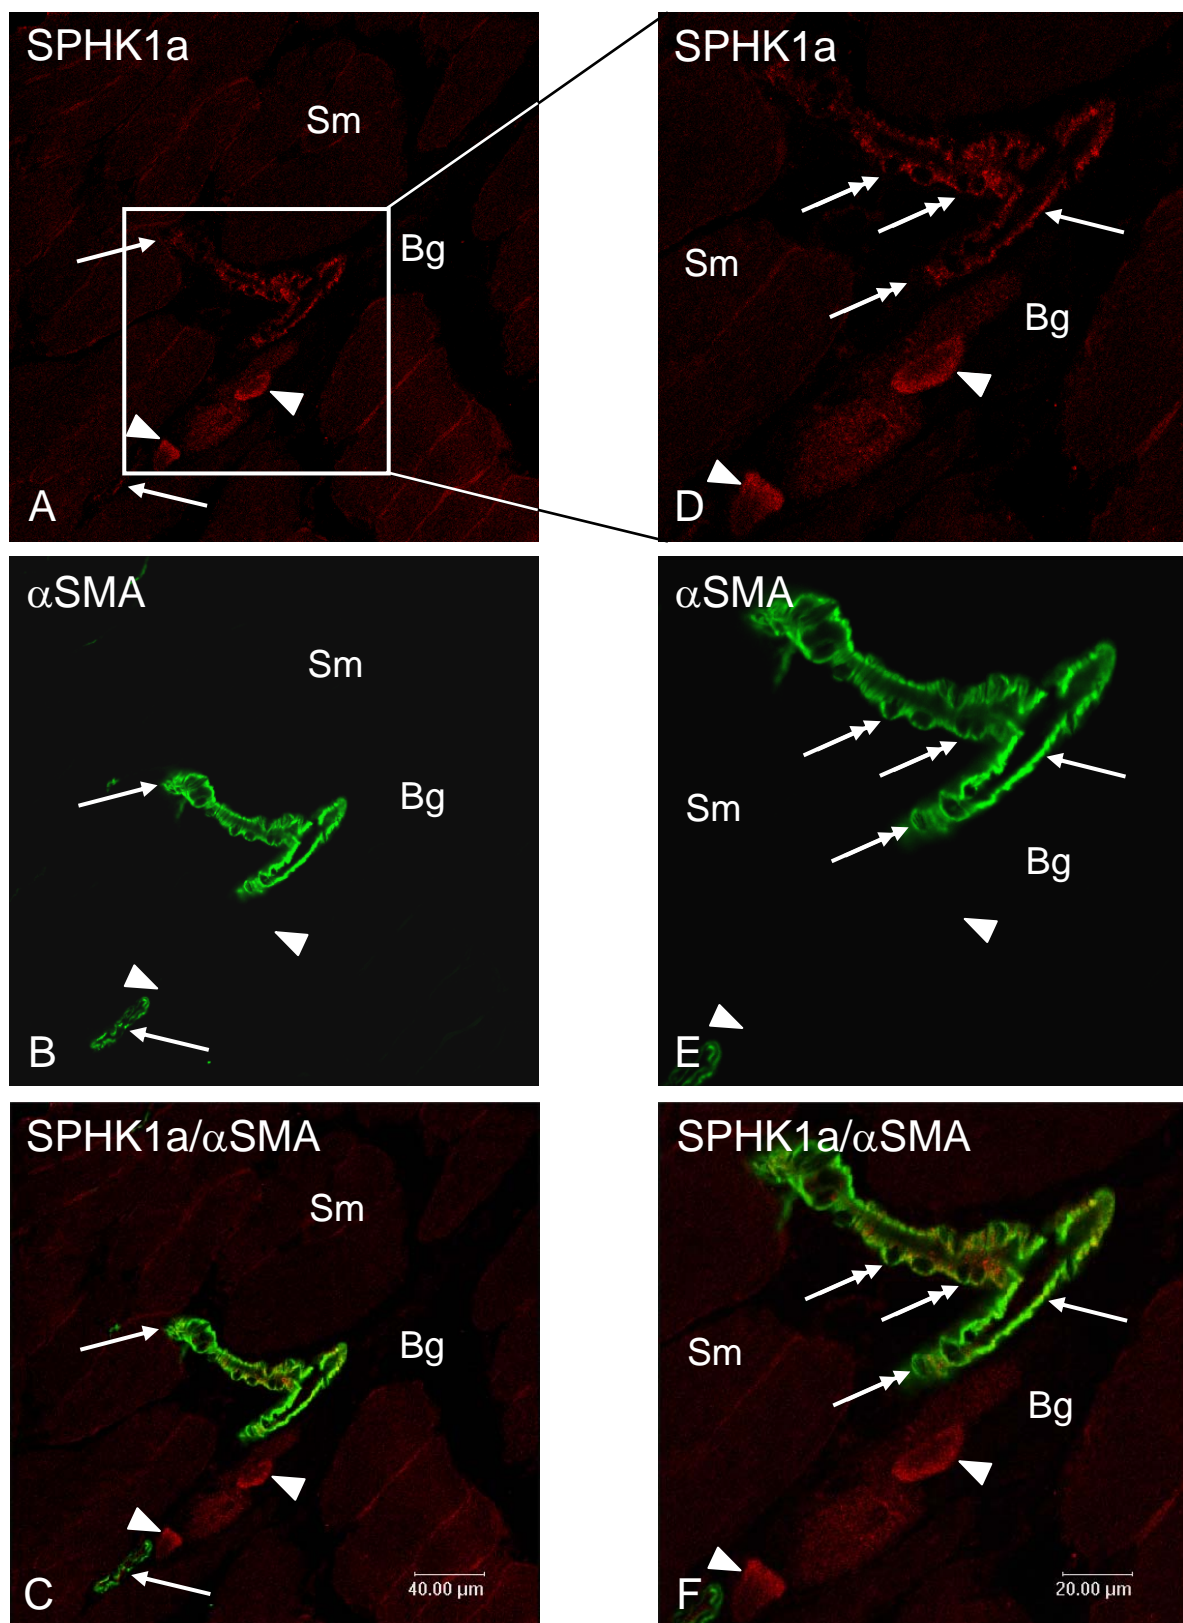 SPHK1a
Sm
Bg
A
SPHK1a
Sm
Bg
D
αSMA
Sm
Bg
B
αSMA
Sm
Bg
E
SPHK1a/αSMA
Sm
Bg
C
40.00 µm
SPHK1a/αSMA
Sm
Bg
F
20.00 µm